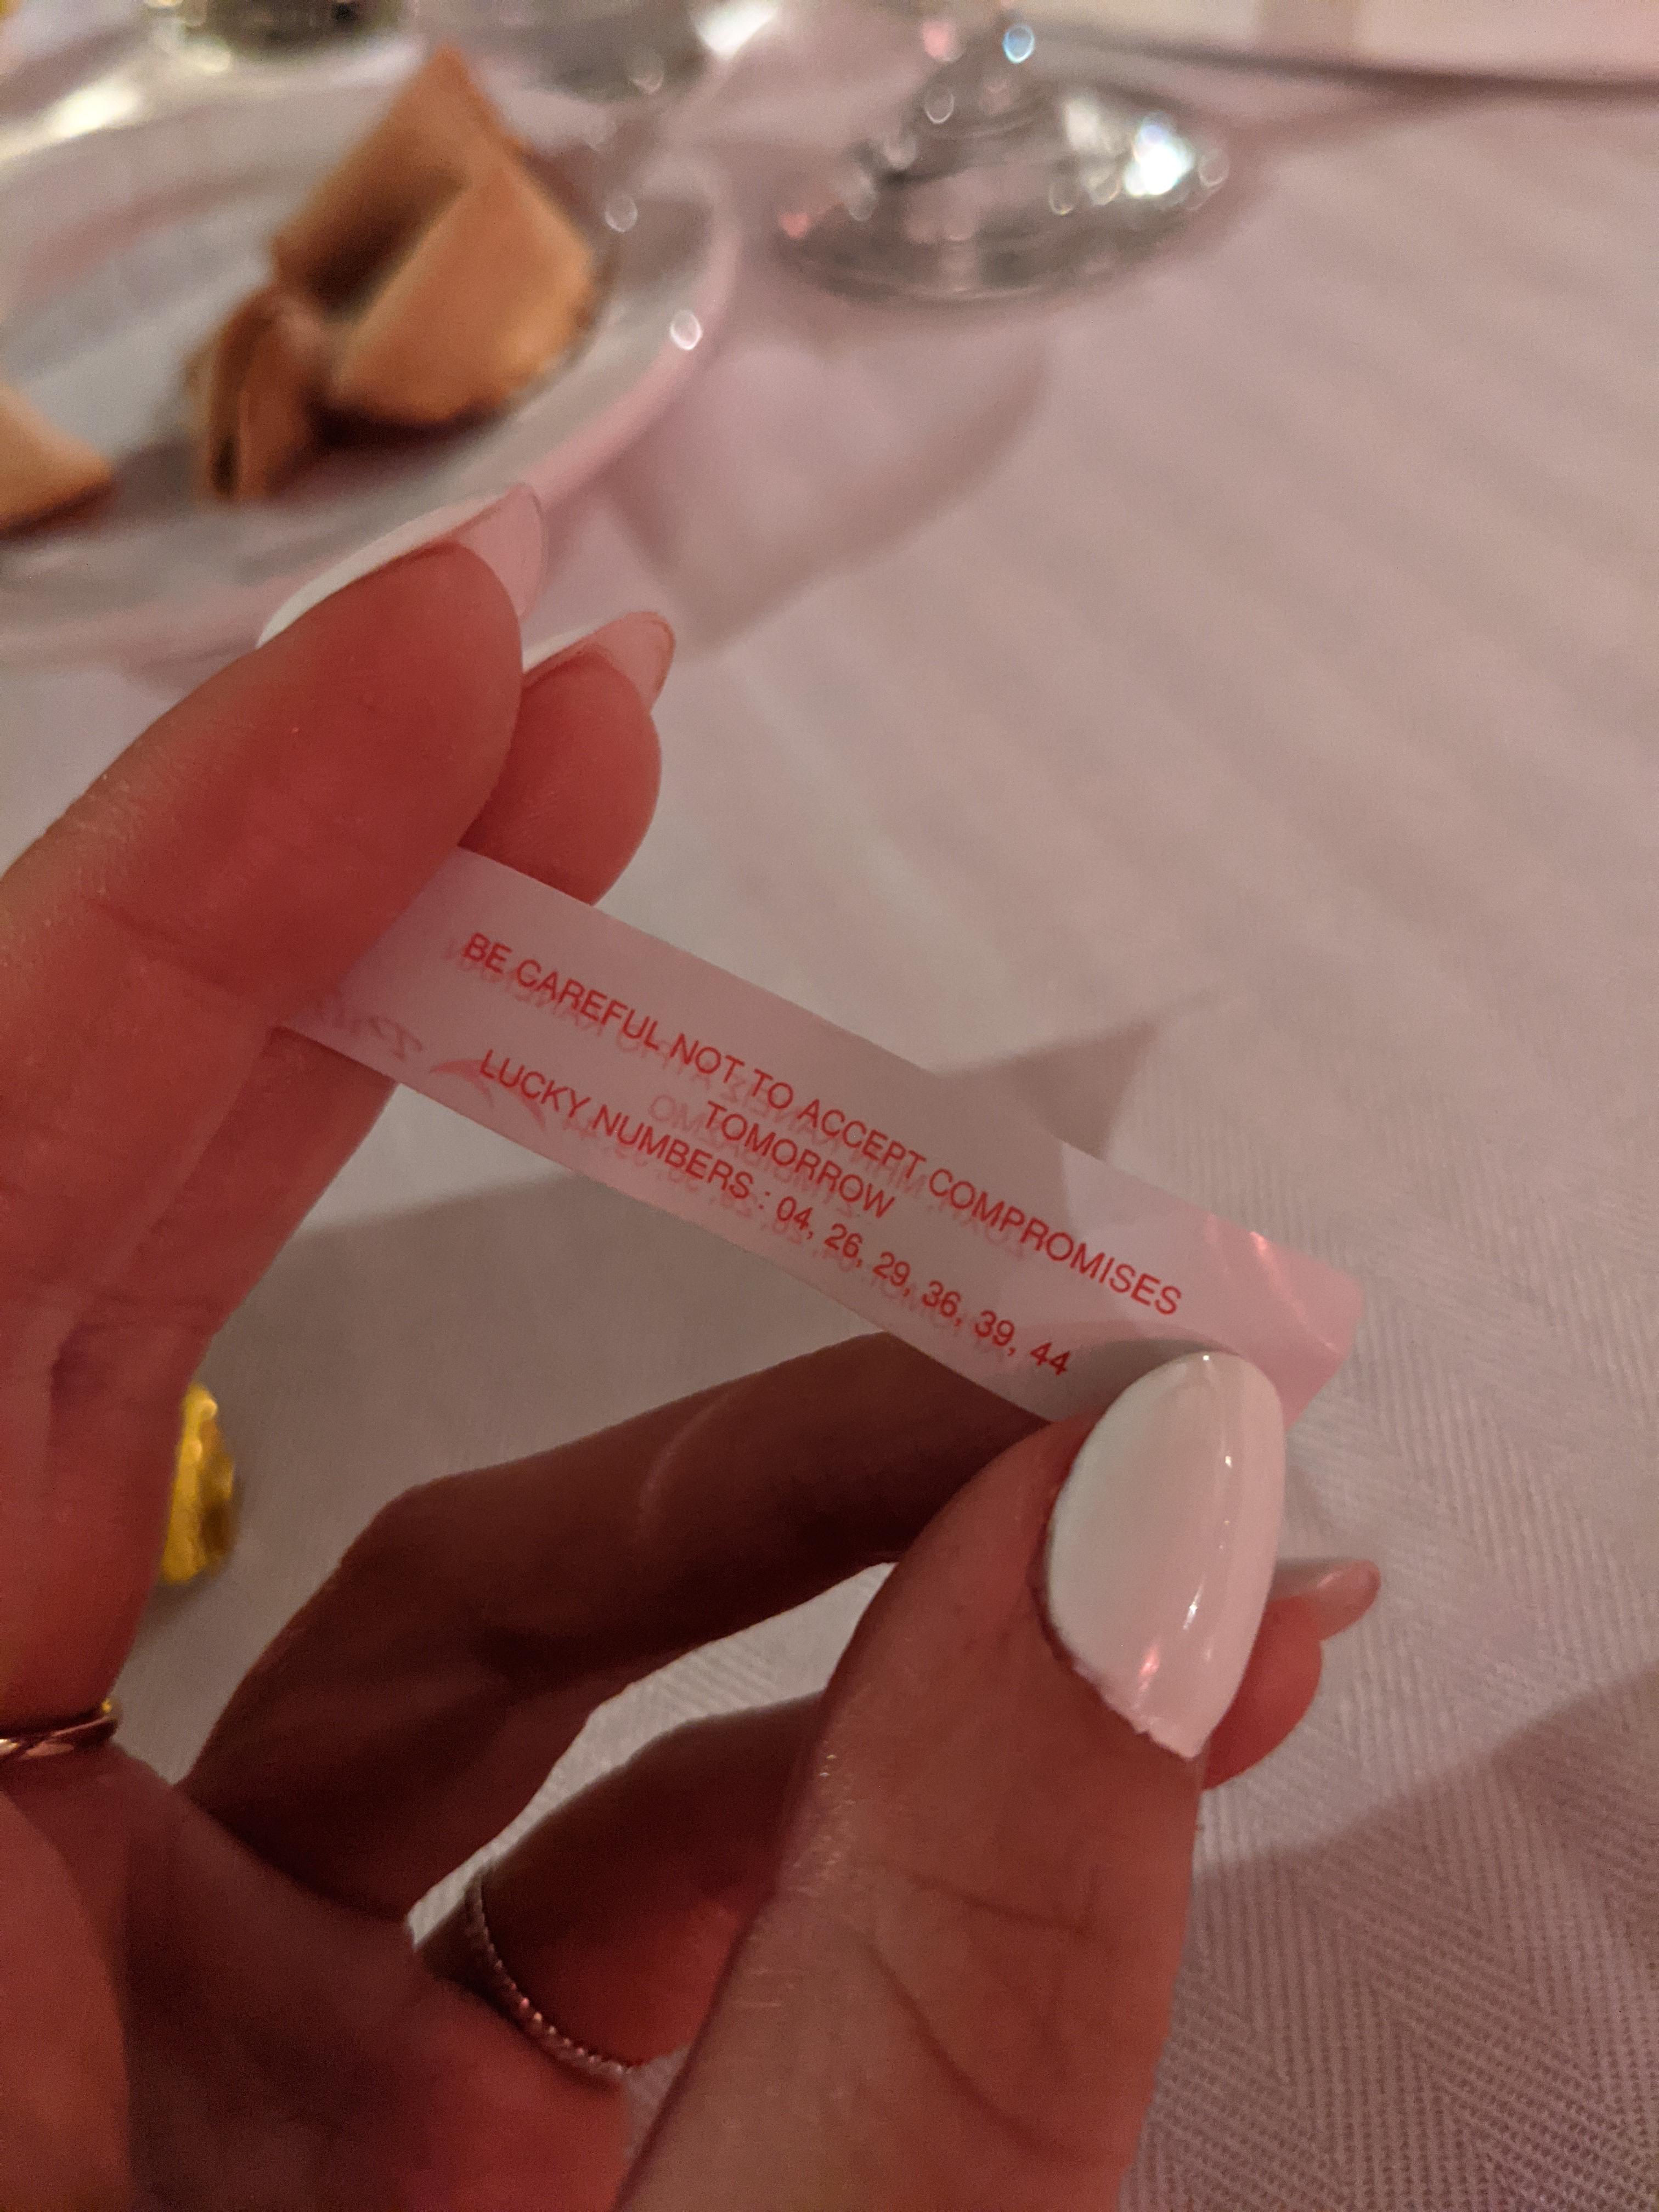 BE CAREFUL NOT TO ACCEPT COMPROMISES
TOMORROW
LUCKY NUMBERS : 04, 26, 29, 36, 39, 44